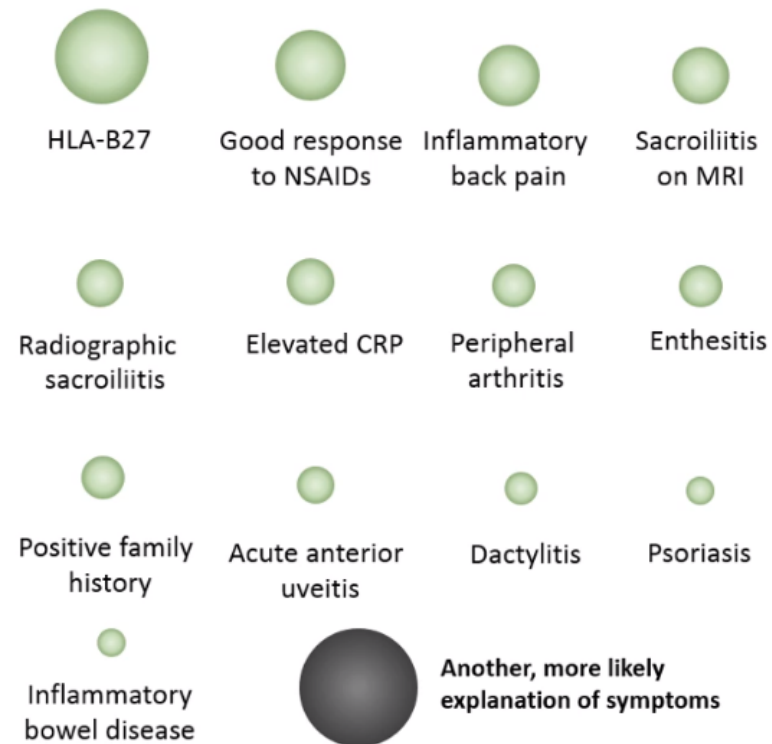 HLA-B27
Good response
to NSAIDs
Inflammatory
back pain
Sacroiliitis
on MRI
Radiographic
sacroiliitis
Elevated CRP
Peripheral
arthritis
Enthesitis
Positive family
history
Acute anterior
uveitis
Dactylitis
Psoriasis
Inflammatory
bowel disease
Another, more likely
explanation of symptoms